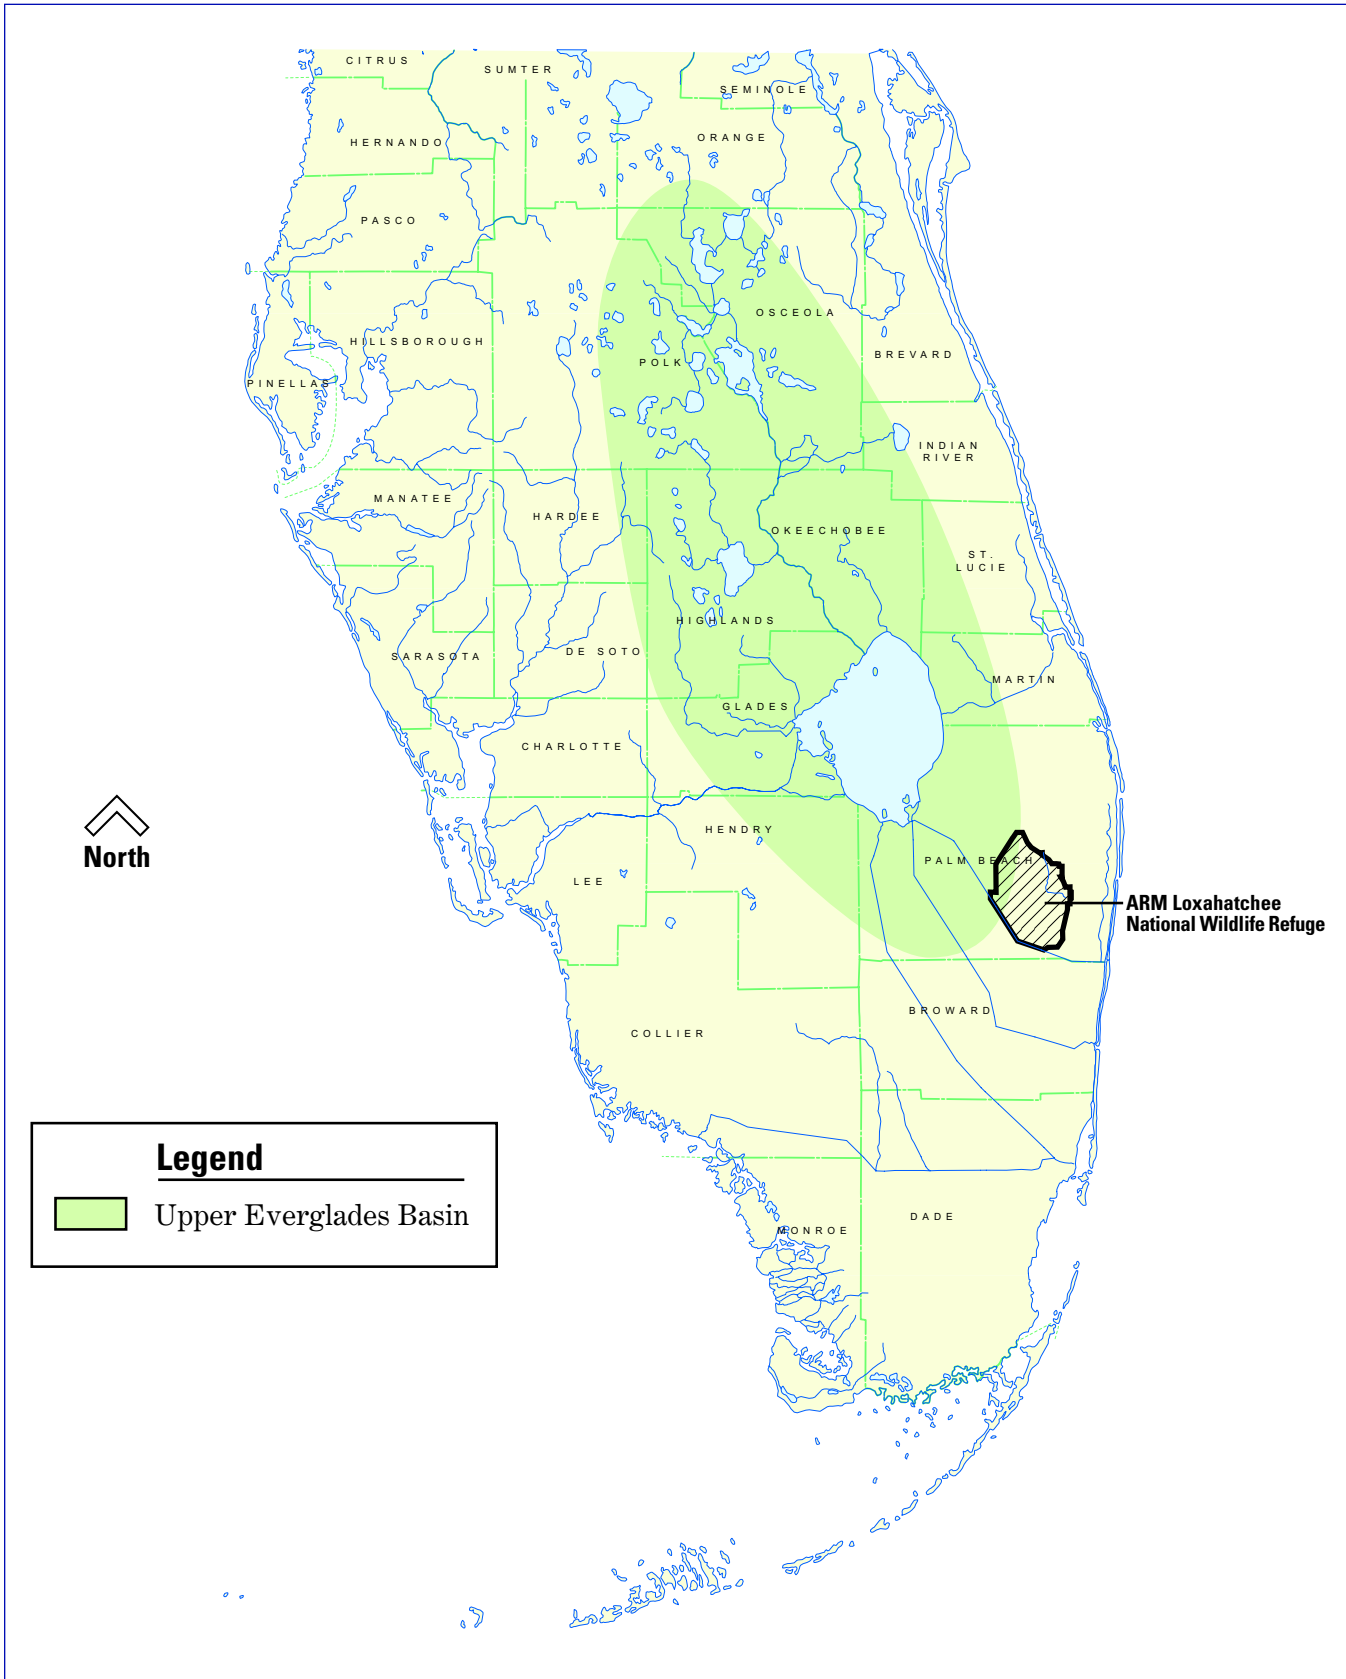 CITRUS
SUMTER
SEMINOLE
ORANGE
HERNANDO
PASCO
OSCEOLA
HILLSBOROUGH
BREVARD
POLK
PINELLAS
INDIAN
RIVER
MANATEE
HARDEE
OKEECHOBEE
ST.
LUCIE
HIGHLANDS
DE SOTO
SARASOTA
MARTIN
GLADES
CHARLOTTE
HENDRY
North
PALM BEACH
LEE
ARM Loxahatchee
National Wildlife Refuge
BROWARD
COLLIER
Legend
Upper Everglades Basin
DADE
MONROE